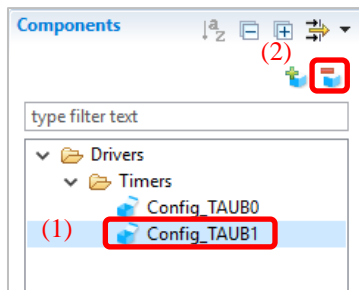 Components
a
z
(2)
type filter text
Drivers
Timers
Config_TAUB0
(1) Config_TAUB1